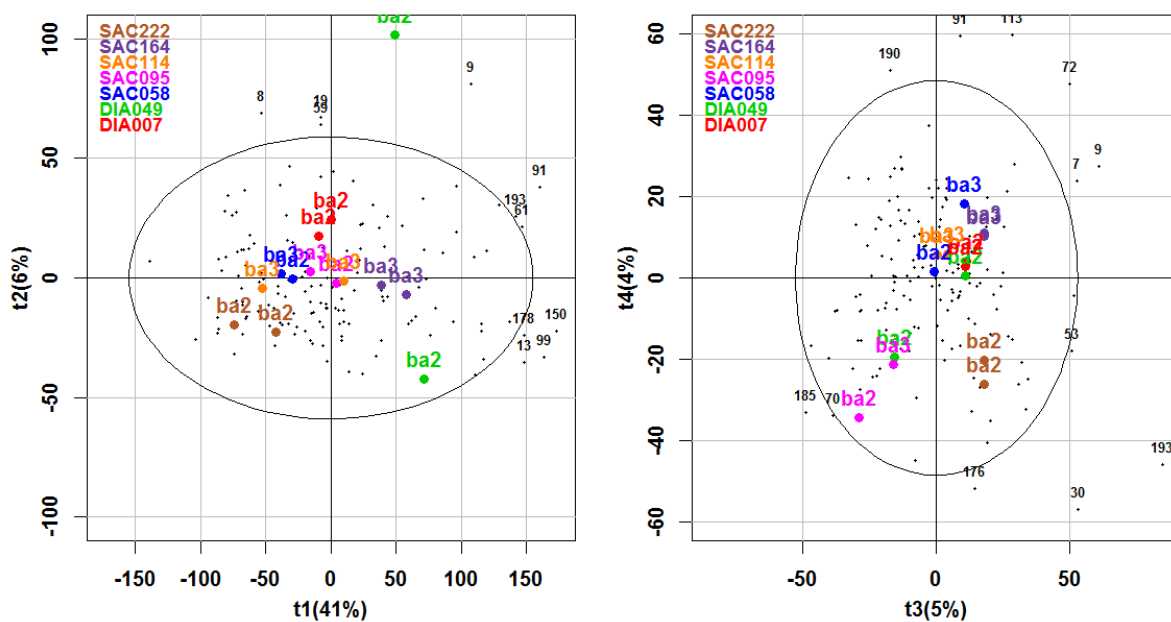 ba2
SAC222
SAC164
SAC114
SAC095
SAC058
DIA049
DIA007
9
8
19
59
91
193
61
ba2
ba2
ba3
ba3
ba2
ba2
ba3
ba3
ba3
ba3
ba2
ba2
178
150
99
13
ba2
100
50
0
-50
-100
t2(6%)
-150
-100
-50
0
50
100
150
t1(41%)
SAC222
SAC164
SAC114
SAC095
SAC058
DIA049
DIA007
91
113
190
72
7
9
ba3
ba3
ba2
ba2
ba2
ba2
ba2
ba3
ba2
ba2
ba2
53
185
70
193
176
30
60
40
20
0
-20
-40
-60
t4(4%)
-50
0
50
t3(5%)